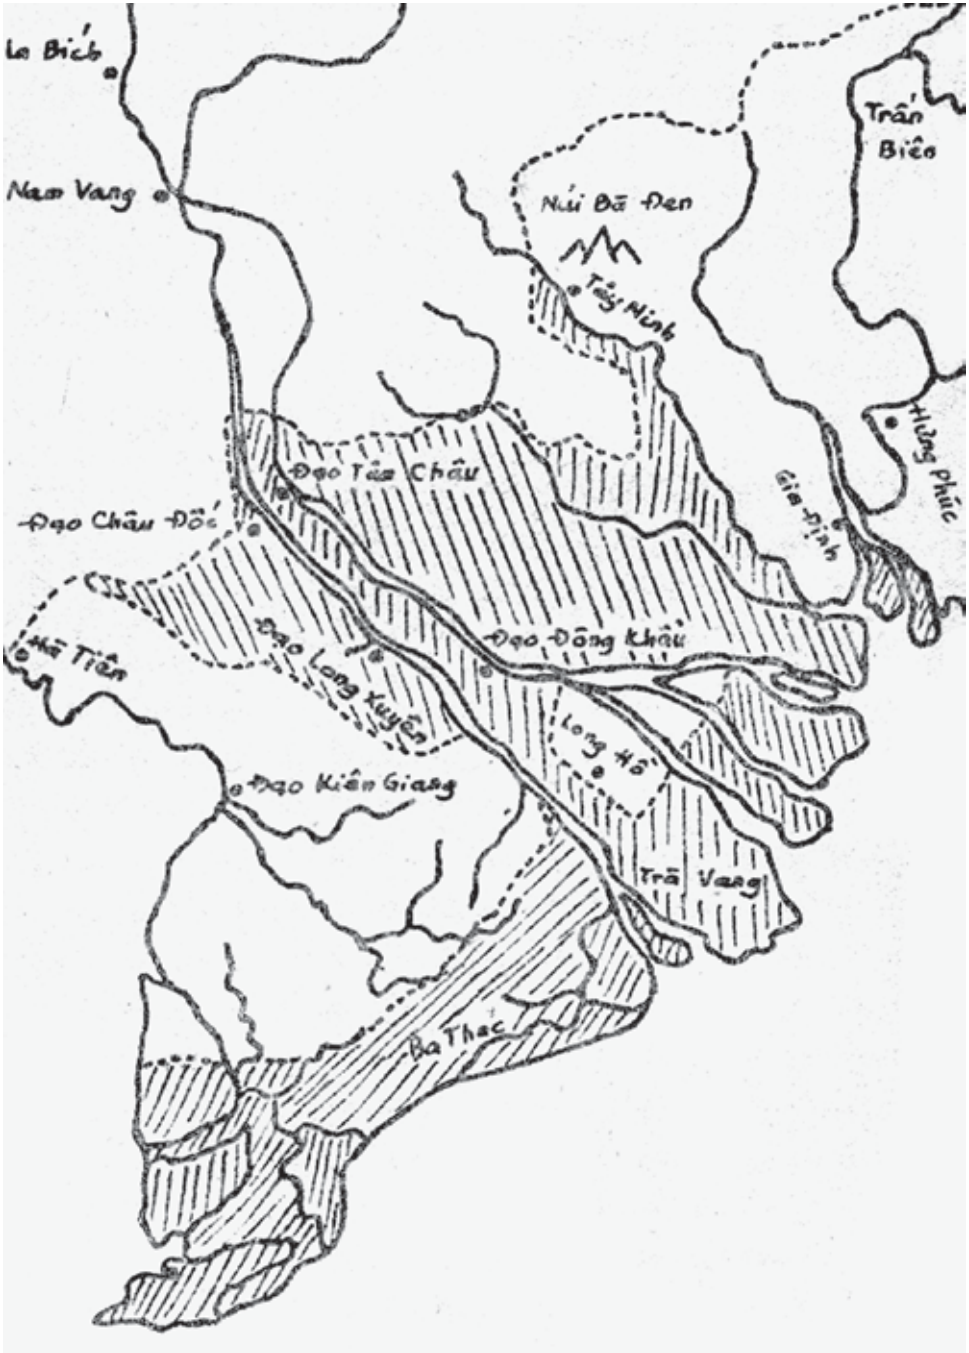 La Bích
Trấn
Biên
Nam Vang
Núi Bà Đen
Tây Ninh
Hưng Phúc
Đạo Tân Châu
Gia Định
Đạo Châu Đốc
CSS
Hà Tiên
Đạo Đông Khẩu
Đạo Long Xuyên
Long Hồ
Đạo Kiên Giang
Trà Vang
Ba Thắc